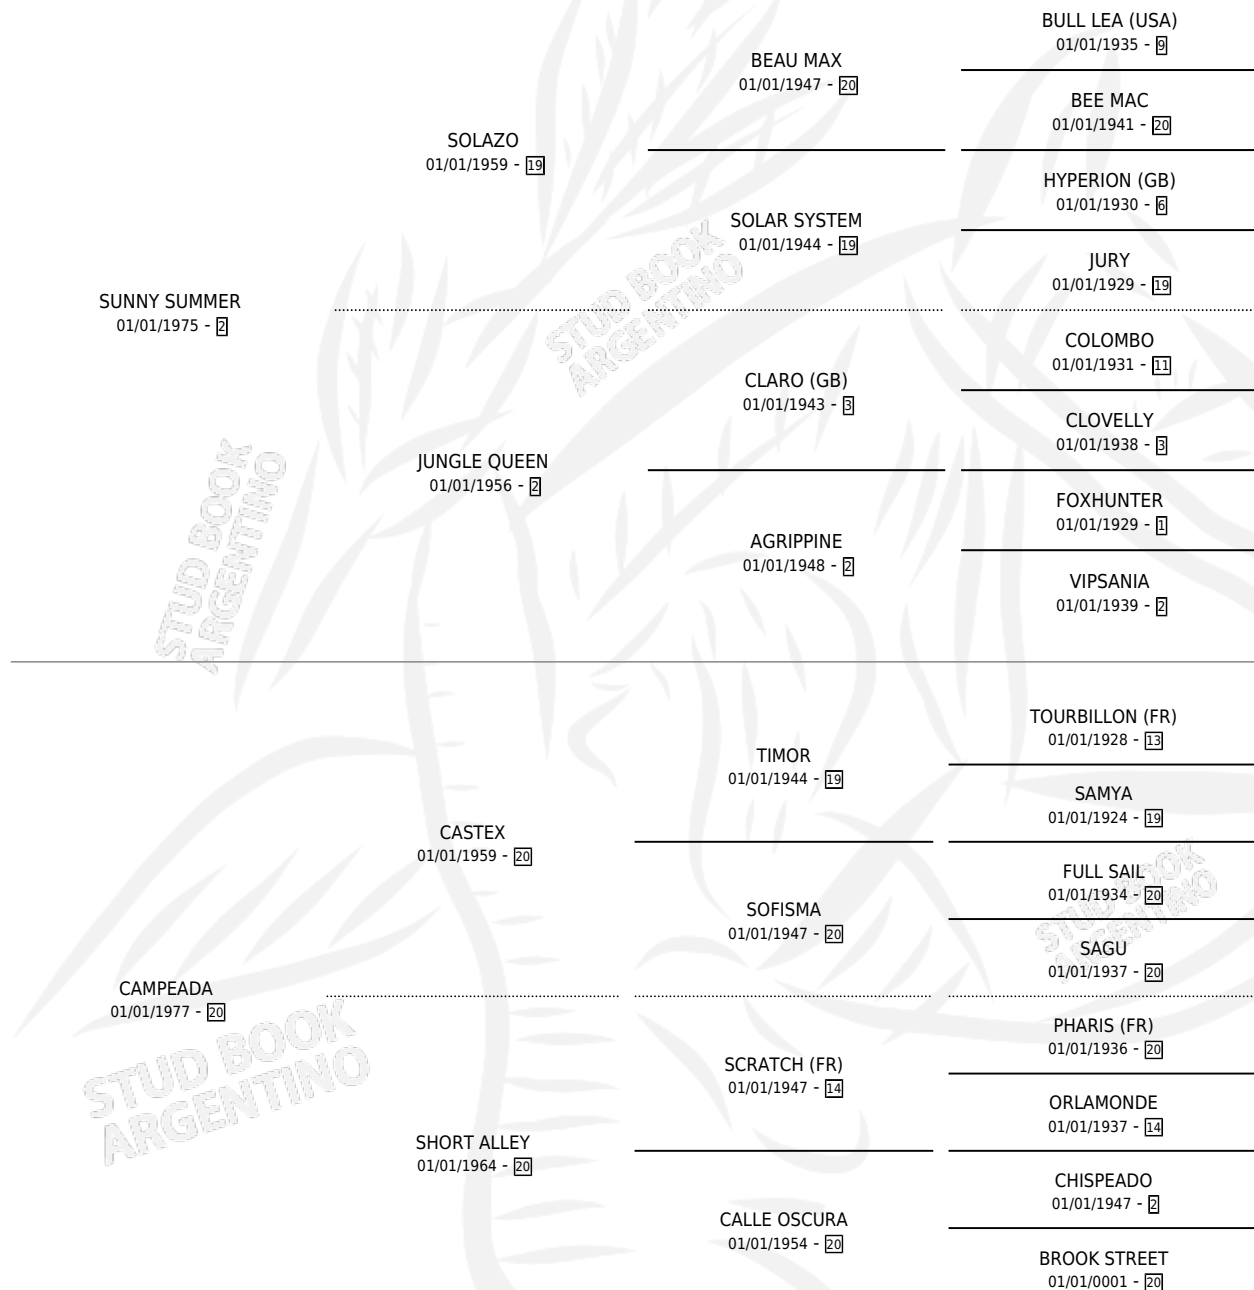 BULL LEA (USA)
01/01/1935 - 9
BEAU MAX
01/01/1947 - 20
BEE MAC
01/01/1941 - 20
SOLAZO
01/01/1959 - 19
HYPERION (GB)
01/01/1930 - 6
SOLAR SYSTEM
01/01/1944 - 19
JURY
01/01/1929 - 19
SUNNY SUMMER
01/01/1975 - 2
STUD BOOK
ARGENTINO
COLOMBO
01/01/1931 - 11
CLARO (GB)
01/01/1943 - 3
CLOVELLY
01/01/1938 - 3
JUNGLE QUEEN
01/01/1956 - 2
FOXHUNTER
01/01/1929 - 1
AGRIPPINE
01/01/1948 - 2
VIPSANIA
01/01/1939 - 2
STUD BOOK
ARGENTINO
TOURBILLON (FR)
01/01/1928 - 13
TIMOR
01/01/1944 - 19
SAMYA
01/01/1924 - 19
CASTEX
01/01/1959 - 20
FULL SAIL
01/01/1934 - 20
SOFISMA
01/01/1947 - 20
STUD BOOK
ARGENTINO
SAGU
01/01/1937 - 20
CAMPEADA
01/01/1977 - 20
PHARIS (FR)
01/01/1936 - 20
SCRATCH (FR)
01/01/1947 - 14
STUD BOOK
ARGENTINO
ORLAMONDE
01/01/1937 - 14
SHORT ALLEY
01/01/1964 - 20
CHISPEADO
01/01/1947 - 2
CALLE OSCURA
01/01/1954 - 20
BROOK STREET
01/01/0001 - 20